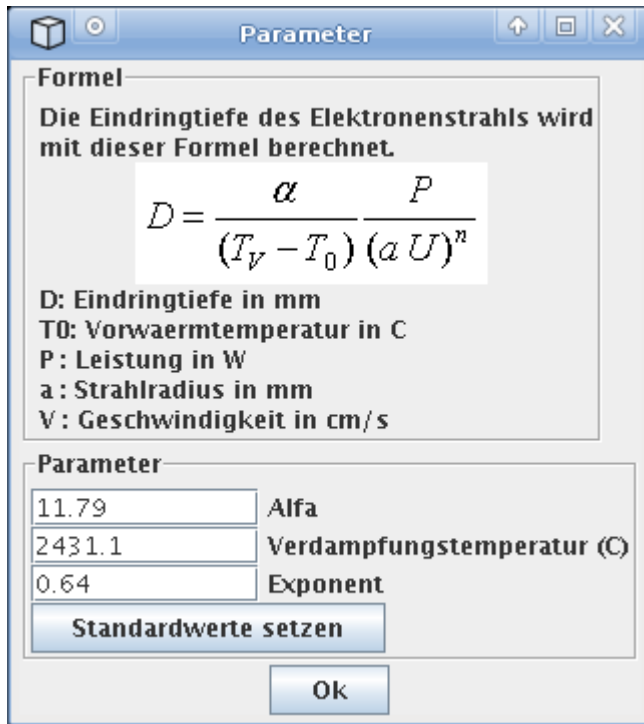 Parameter
Formel
Die Eindringtiefe des Elektronenstrahls wird
mit dieser Formel berechnet.
D = α / (T_V − T_0) P / (a U)^n
D: Eindringtiefe in mm
T0: Vorwaermtemperatur in C
P : Leistung in W
a : Strahlradius in mm
V : Geschwindigkeit in cm/s
Parameter
11.79 Alfa
2431.1 Verdampfungstemperatur (C)
0.64 Exponent
Standardwerte setzen
Ok